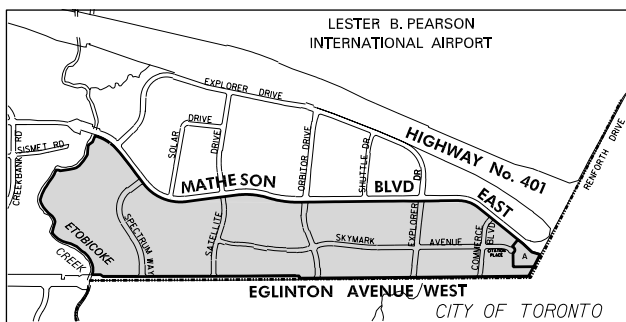 LESTER B. PEARSON
INTERNATIONAL AIRPORT
EXPLORER DRIVE
HIGHWAY No. 401
RENFORTH DRIVE
CREEKBANK RD
SISMET RD
SOLAR
DRIVE
DRIVE
ORBITOR DRIVE
SHUTTLE DR
DR
MATHESON
BLVD
EAST
ETOBICOKE
CREEK
SPECTRUM WAY
SATELLITE
SKYMARK
AVENUE
EXPLORER
COMMERCE
BLVD
CITATION
PLACE
A
EGLINTON AVENUE WEST
CITY OF TORONTO